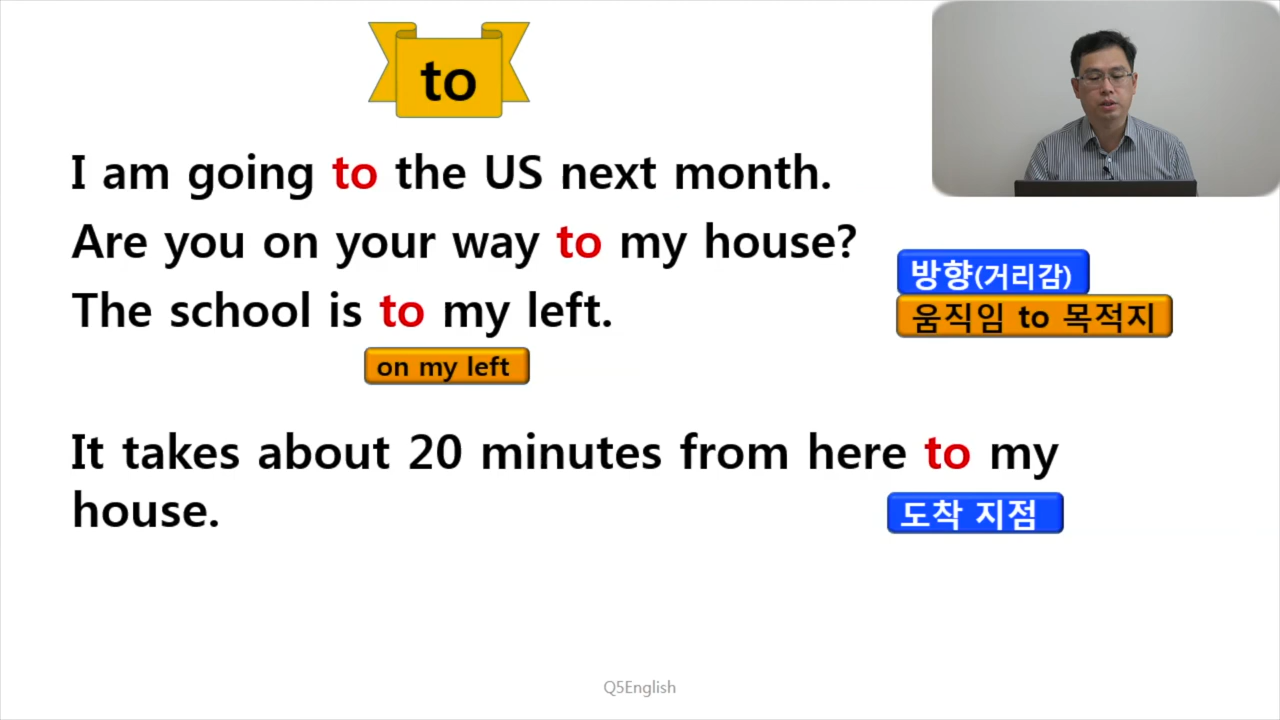 to
I am going to the US next month.
Are you on your way to my house?
방향(거리감)
움직임 to 목적지
The school is to my left.
on my left
It takes about 20 minutes from here to my
house.
도착 지점
Q5English